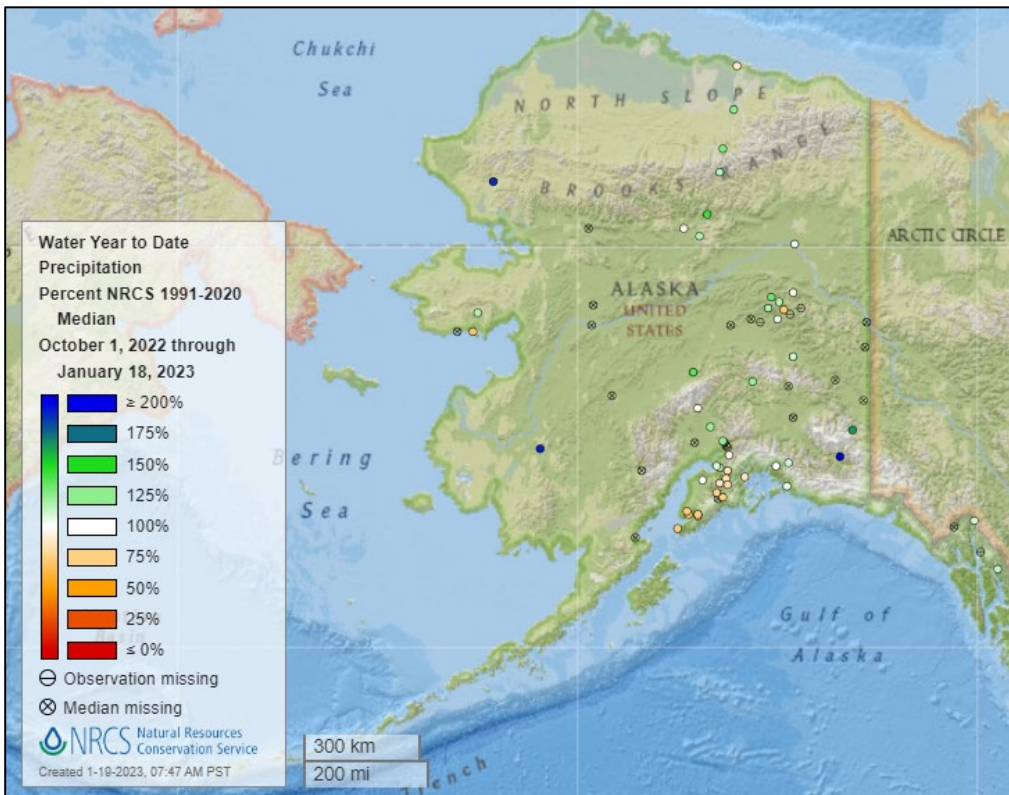 Chukchi
Sea
NORTH SLOPE
BROOKS RANGE
ARCTIC CIRCLE
ALASKA
UNITED
STATES
Bering
Sea
Gulf of
Alaska
Water Year to Date
Precipitation
Percent NRCS 1991-2020
Median
October 1, 2022 through
January 18, 2023
≥ 200%
175%
150%
125%
100%
75%
50%
25%
≤ 0%
Observation missing
Median missing
NRCS Natural Resources
Conservation Service
Created 1-19-2023, 07:47 AM PST
300 km
200 mi
Trench